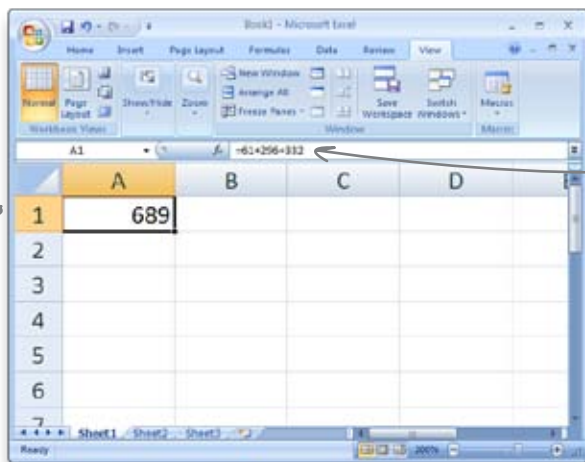 Book1 - Microsoft Excel
Home Insert Page Layout Formulas Data Review View
Normal Page Layout Show/Hide Zoom New Window Arrange All Freeze Panes Save Workspace Switch Windows Macros
Workbook Views Window Macros
A1 =61+296+332
A B C D
1 689
2
3
4
5
6
7
Sheet1 Sheet2 Sheet3
Ready 200%